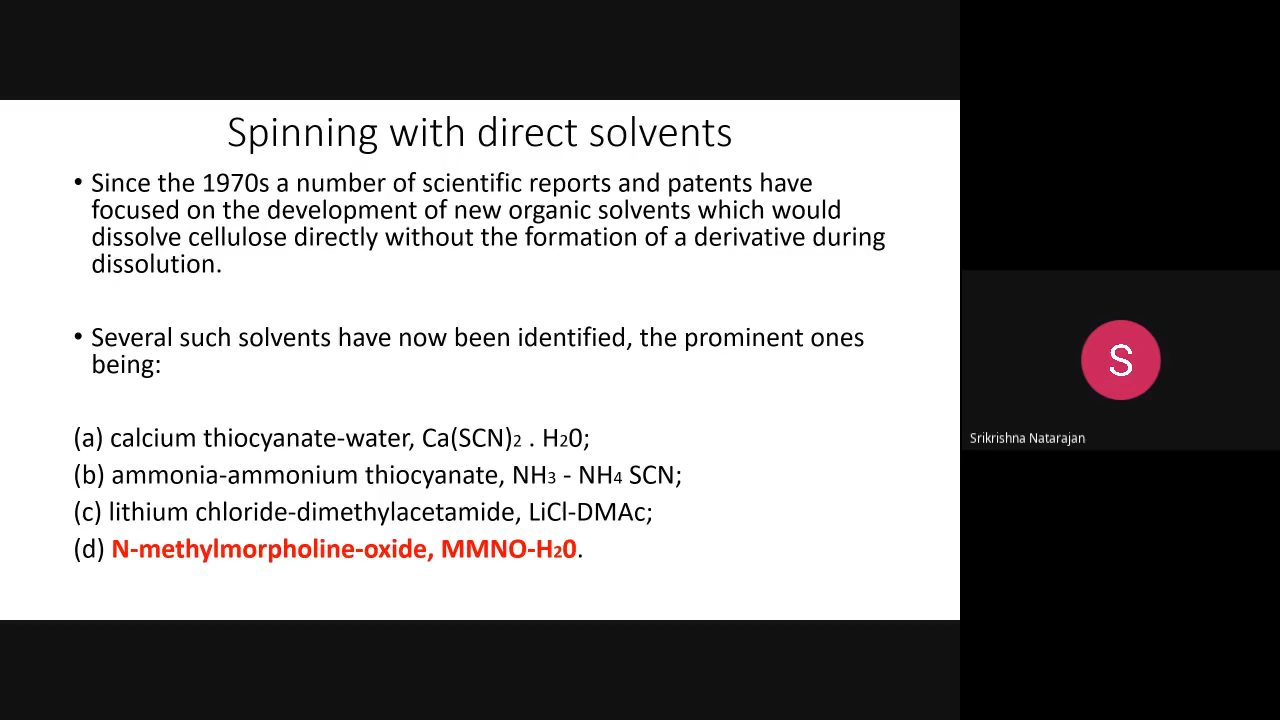 Spinning with direct solvents
• Since the 1970s a number of scientific reports and patents have
focused on the development of new organic solvents which would
dissolve cellulose directly without the formation of a derivative during
dissolution.
• Several such solvents have now been identified, the prominent ones
being:
(a) calcium thiocyanate-water, Ca(SCN)₂ . H₂0;
(b) ammonia-ammonium thiocyanate, NH₃ - NH₄ SCN;
(c) lithium chloride-dimethylacetamide, LiCl-DMAc;
(d) N-methylmorpholine-oxide, MMNO-H₂0.
S
Srikrishna Natarajan